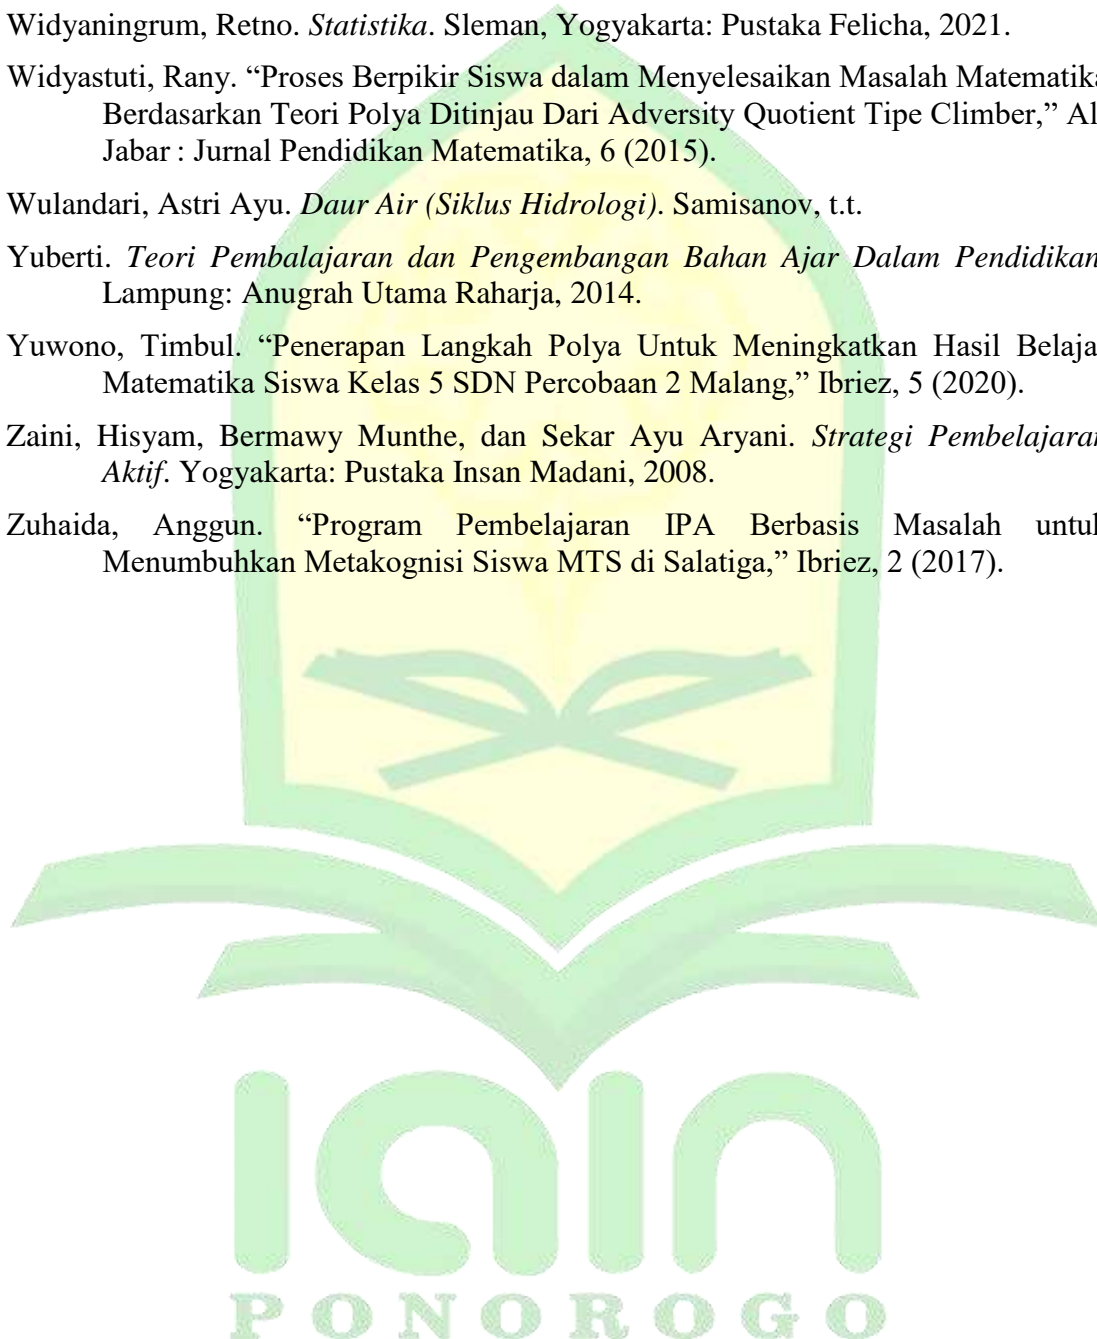 Widyaningrum, Retno. Statistika. Sleman, Yogyakarta: Pustaka Felicha, 2021.
Widyastuti, Rany. “Proses Berpikir Siswa dalam Menyelesaikan Masalah Matematika
Berdasarkan Teori Polya Ditinjau Dari Adversity Quotient Tipe Climber,” Al
Jabar : Jurnal Pendidikan Matematika, 6 (2015).
Wulandari, Astri Ayu. Daur Air (Siklus Hidrologi). Samisanov, t.t.
Yuberti. Teori Pembalajaran dan Pengembangan Bahan Ajar Dalam Pendidikan
Lampung: Anugrah Utama Raharja, 2014.
Yuwono, Timbul. “Penerapan Langkah Polya Untuk Meningkatkan Hasil Belaja
Matematika Siswa Kelas 5 SDN Percobaan 2 Malang,” Ibriez, 5 (2020).
Zaini, Hisyam, Bermawy Munthe, dan Sekar Ayu Aryani. Strategi Pembelajaran
Aktif. Yogyakarta: Pustaka Insan Madani, 2008.
Zuhaida, Anggun. “Program Pembelajaran IPA Berbasis Masalah untuk
Menumbuhkan Metakognisi Siswa MTS di Salatiga,” Ibriez, 2 (2017).
iain
PONOROGO